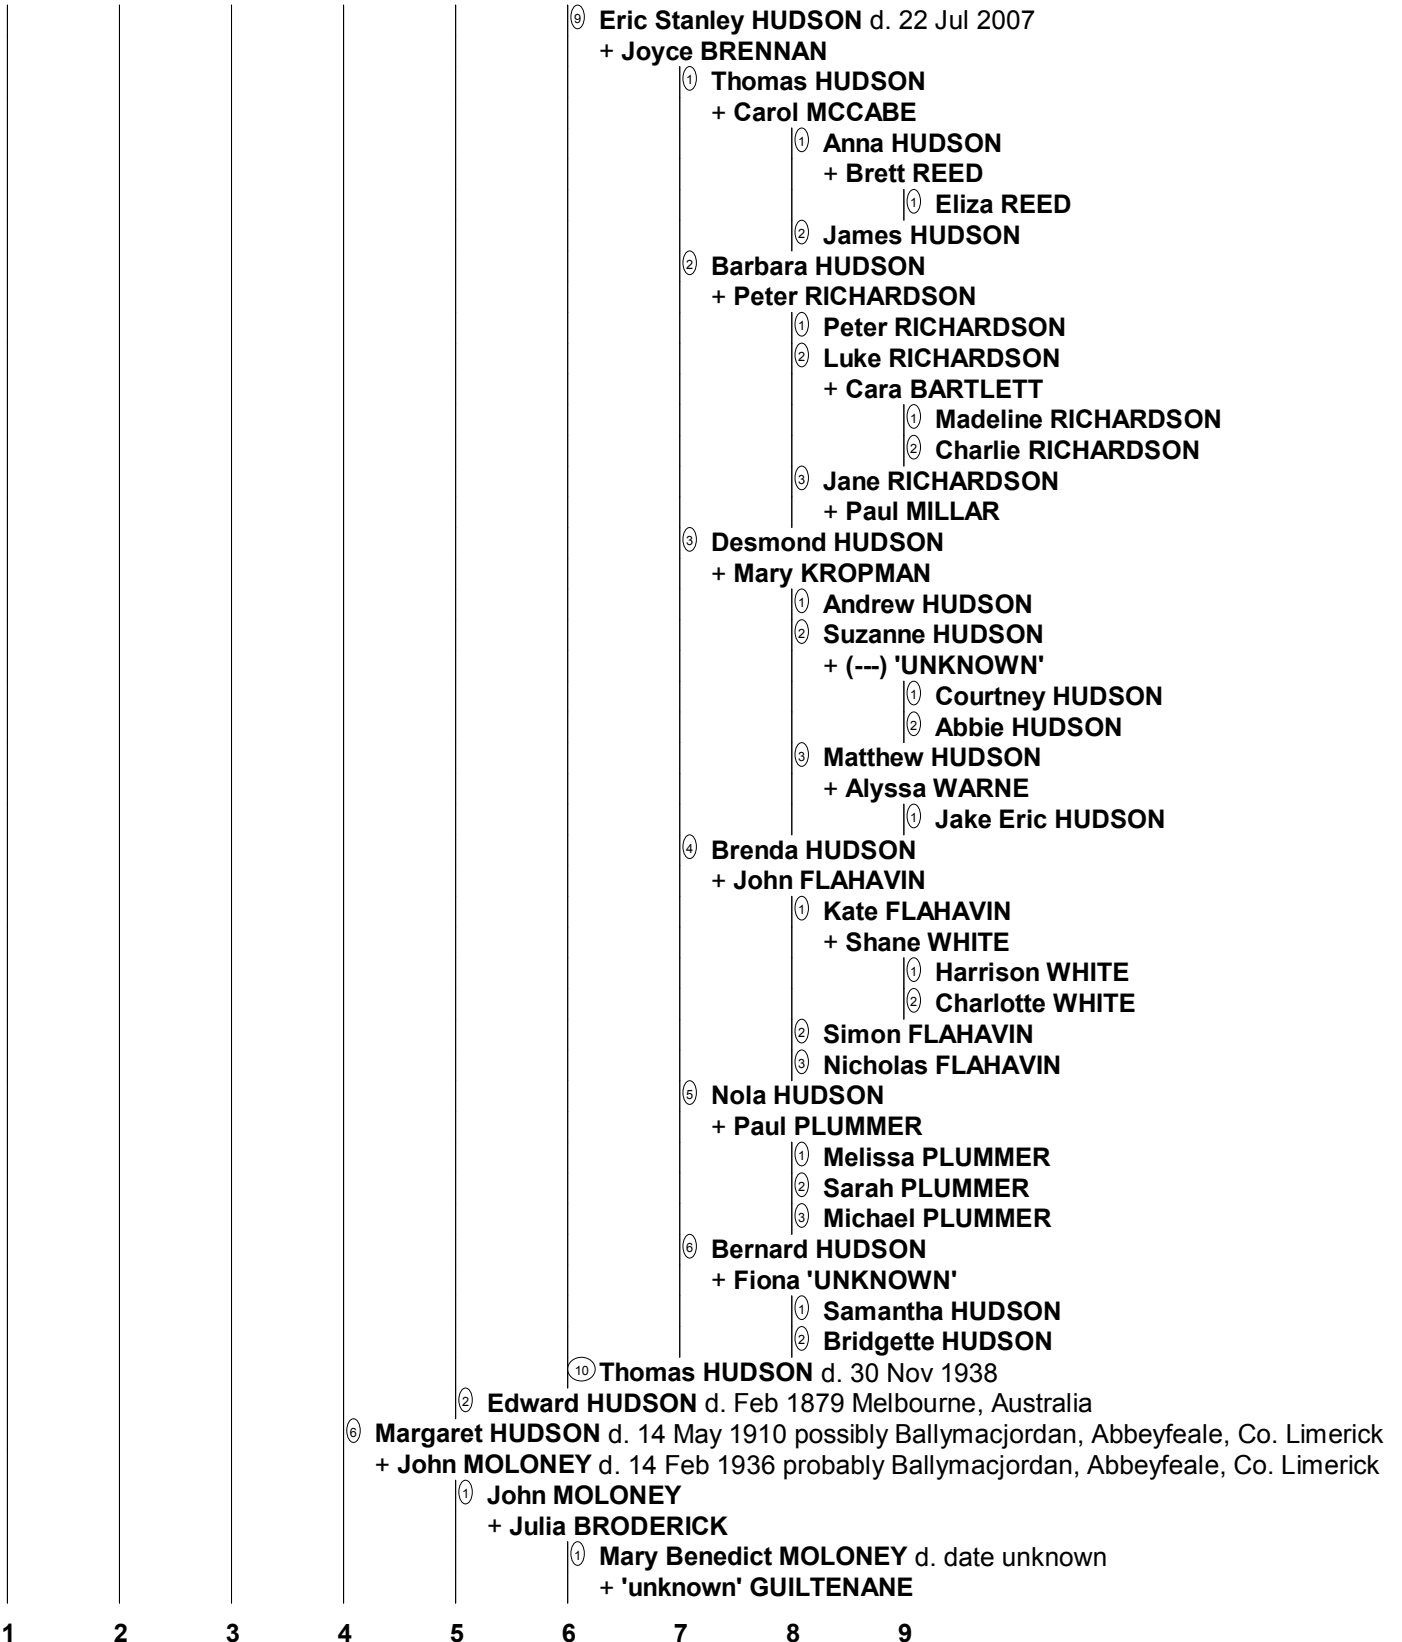 9 Eric Stanley HUDSON d. 22 Jul 2007
+ Joyce BRENNAN
1 Thomas HUDSON
+ Carol MCCABE
1 Anna HUDSON
+ Brett REED
1 Eliza REED
2 James HUDSON
2 Barbara HUDSON
+ Peter RICHARDSON
1 Peter RICHARDSON
2 Luke RICHARDSON
+ Cara BARTLETT
1 Madeline RICHARDSON
2 Charlie RICHARDSON
3 Jane RICHARDSON
+ Paul MILLAR
3 Desmond HUDSON
+ Mary KROPMAN
1 Andrew HUDSON
2 Suzanne HUDSON
+ (---) 'UNKNOWN'
1 Courtney HUDSON
2 Abbie HUDSON
3 Matthew HUDSON
+ Alyssa WARNE
1 Jake Eric HUDSON
4 Brenda HUDSON
+ John FLAHAVIN
1 Kate FLAHAVIN
+ Shane WHITE
1 Harrison WHITE
2 Charlotte WHITE
2 Simon FLAHAVIN
3 Nicholas FLAHAVIN
5 Nola HUDSON
+ Paul PLUMMER
1 Melissa PLUMMER
2 Sarah PLUMMER
3 Michael PLUMMER
6 Bernard HUDSON
+ Fiona 'UNKNOWN'
1 Samantha HUDSON
2 Bridgette HUDSON
10 Thomas HUDSON d. 30 Nov 1938
2 Edward HUDSON d. Feb 1879 Melbourne, Australia
6 Margaret HUDSON d. 14 May 1910 possibly Ballymacjordan, Abbeyfeale, Co. Limerick
+ John MOLONEY d. 14 Feb 1936 probably Ballymacjordan, Abbeyfeale, Co. Limerick
1 John MOLONEY
+ Julia BRODERICK
1 Mary Benedict MOLONEY d. date unknown
+ 'unknown' GUILTENANE
1 2 3 4 5 6 7 8 9